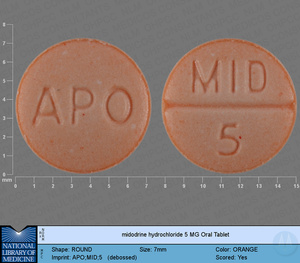 8
7
6
5
4
3
2
1
0
mm
APO
MID
5
0 1 2 3 4 5 6 7 8 9 10 11 12 13 14 15
midodrine hydrochloride 5 MG Oral Tablet
Shape: ROUND Size: 7mm Color: ORANGE
Imprint: APO;MID;5 (debossed) Scored: Yes
NATIONAL
LIBRARY OF
MEDICINE